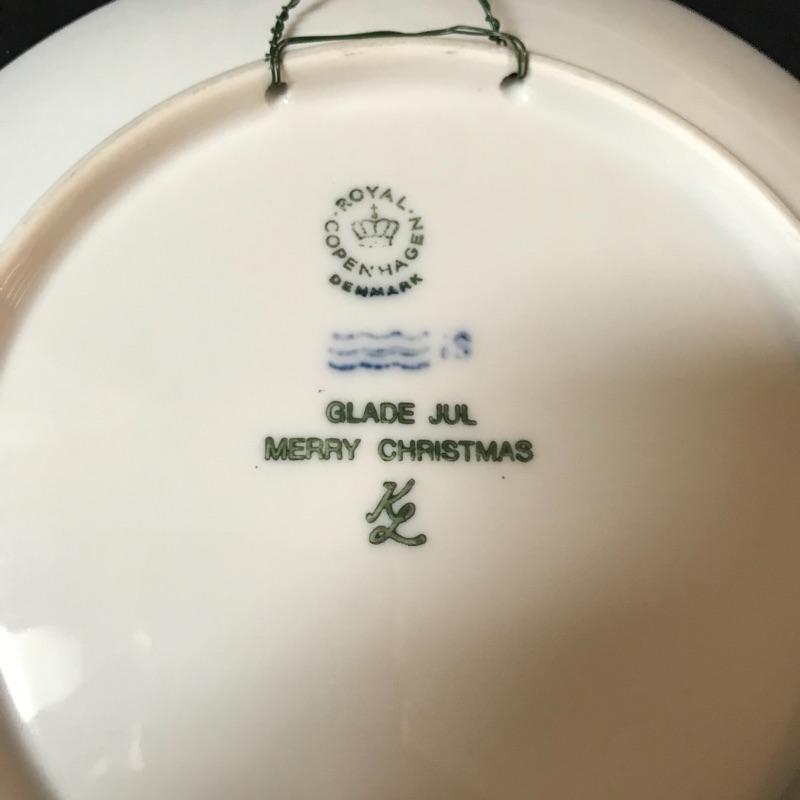 ROYAL
COPENHAGEN
DENMARK
GLADE JUL
MERRY CHRISTMAS
KL